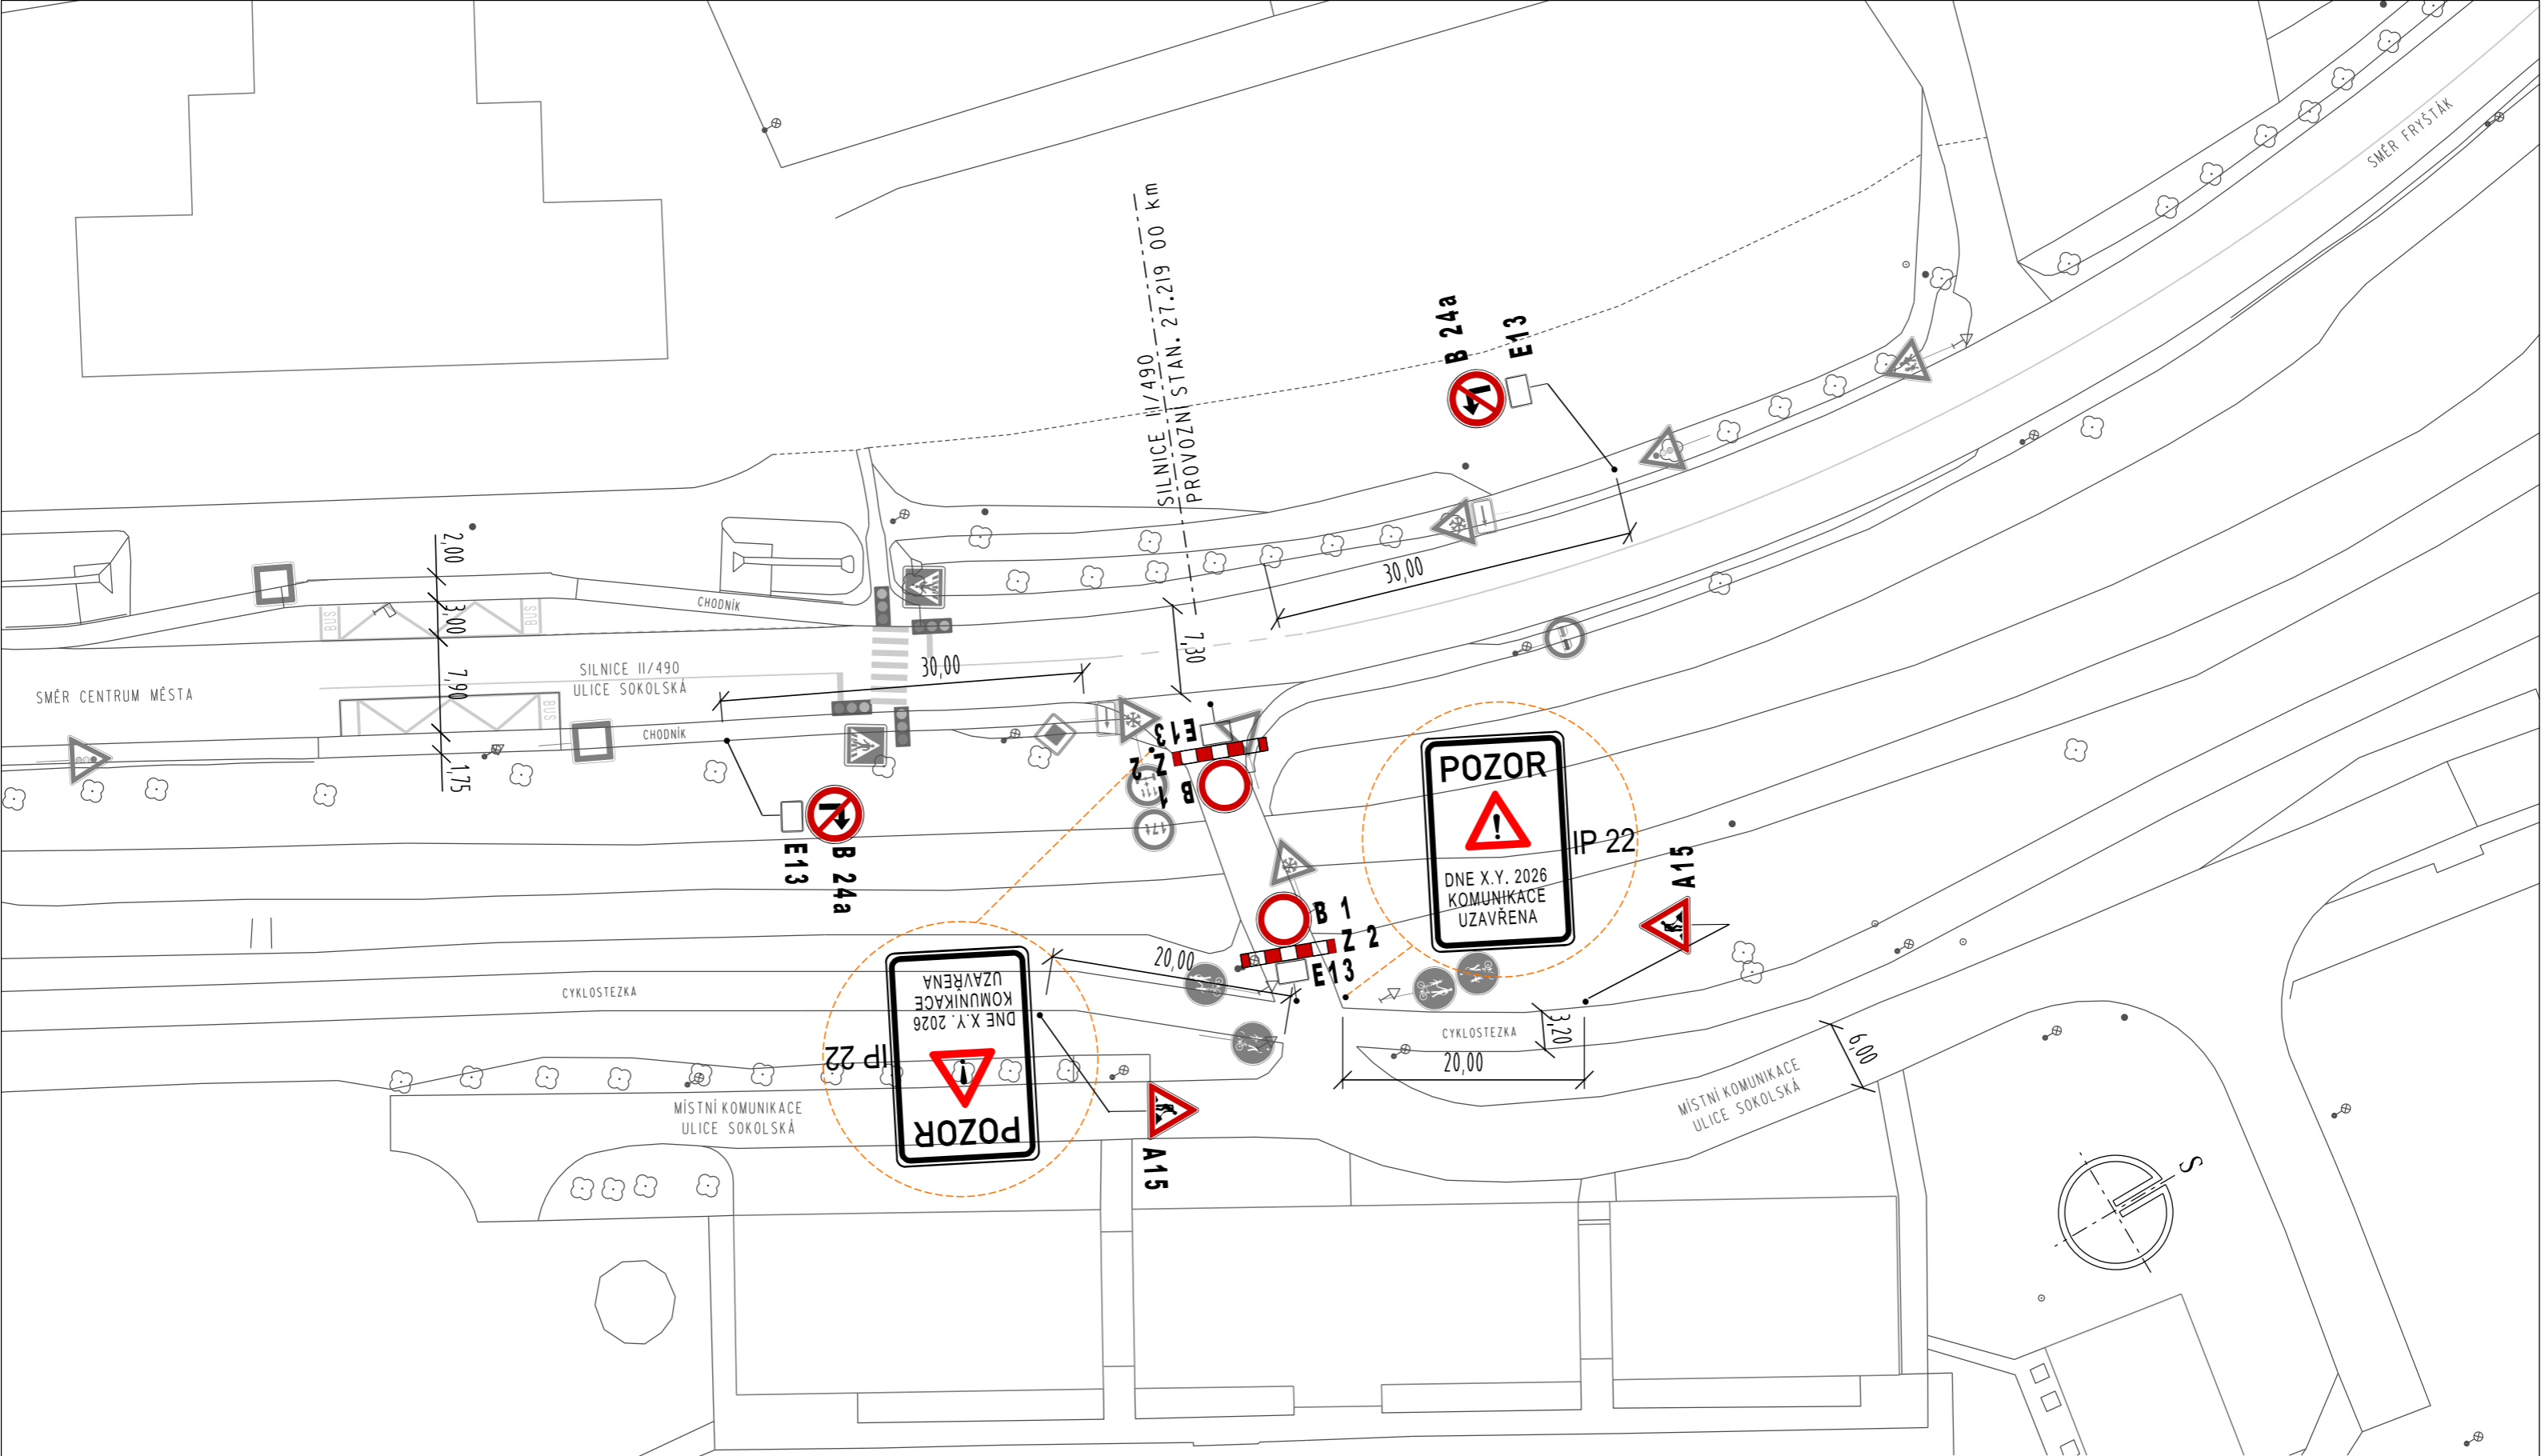 SMĚR FRYŠTÁK
SILNICE II/490
PROVOZNÍ STAN. 27.219 00 km
B 24a
E13
30,00
2,00
3,00
7,90
1,75
BUS
BUS
BUS
CHODNÍK
SILNICE II/490
ULICE SOKOLSKÁ
SMĚR CENTRUM MĚSTA
CHODNÍK
30,00
7,30
E13
Z 2
B 1
E13
B 24a
POZOR
!
DNE X.Y. 2026
KOMUNIKACE
UZAVŘENA
IP 22
A15
B 1
Z 2
E13
20,00
CYKLOSTEZKA
POZOR
!
DNE X.Y. 2026
KOMUNIKACE
UZAVŘENA
IP 22
A15
CYKLOSTEZKA
3,20
20,00
6,00
MÍSTNÍ KOMUNIKACE
ULICE SOKOLSKÁ
MÍSTNÍ KOMUNIKACE
ULICE SOKOLSKÁ
S